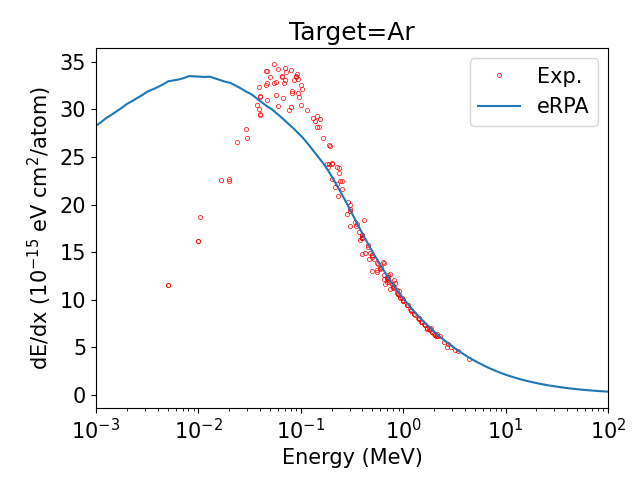 Target=Ar
dE/dx (10⁻¹⁵ eV cm²/atom)
35
30
25
20
15
10
5
0
Exp.
eRPA
10⁻³ 10⁻² 10⁻¹ 10⁰ 10¹ 10²
Energy (MeV)